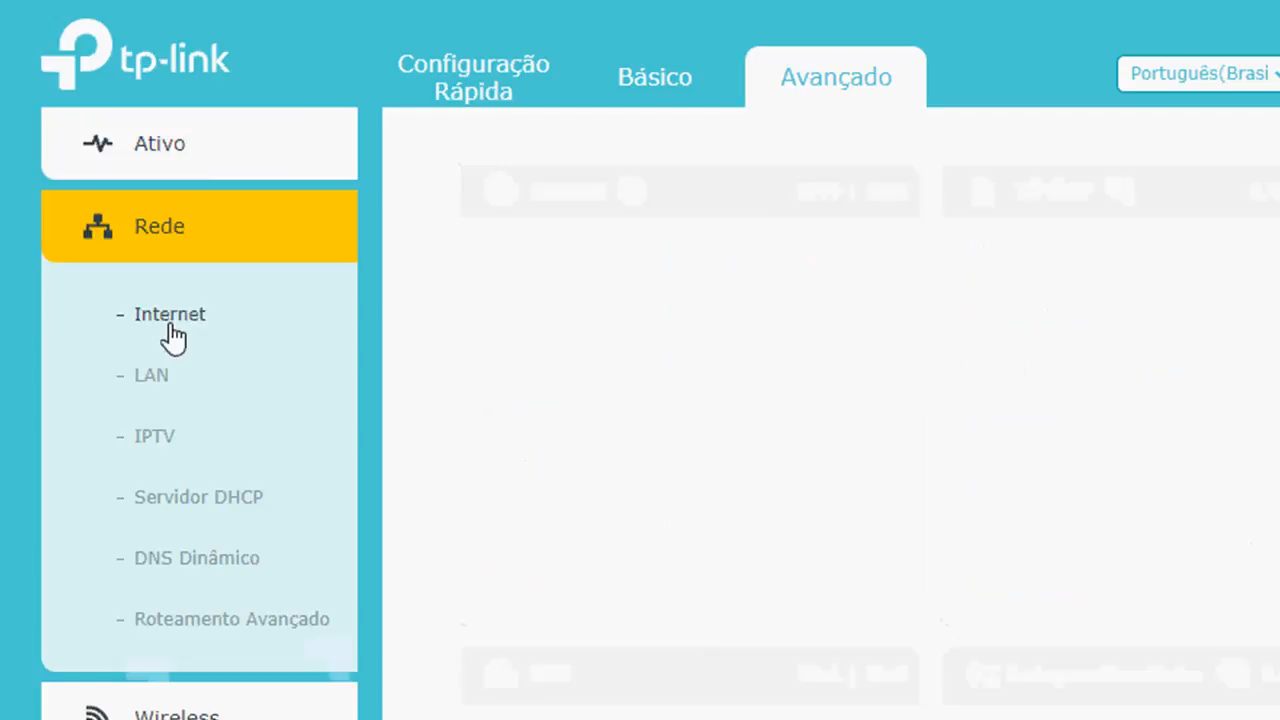 tp-link
Configuração
Rápida
Básico
Avançado
Português(Brasi
Ativo
Rede
- Internet
- LAN
- IPTV
- Servidor DHCP
- DNS Dinâmico
- Roteamento Avançado
Wireless